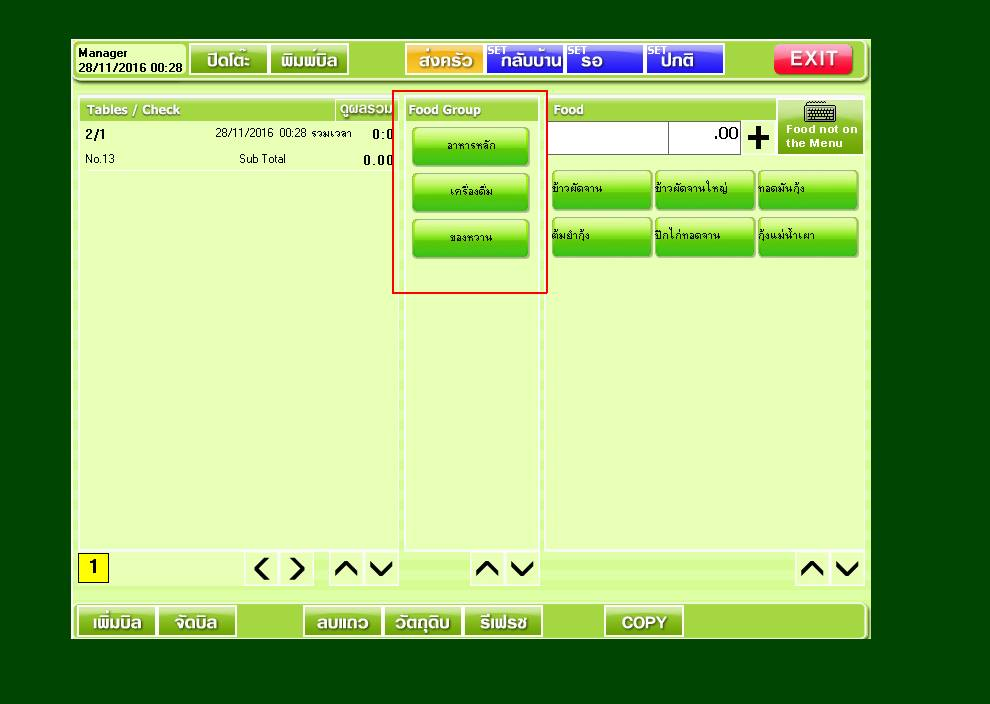 Manager
28/11/2016 00:28
ปิดโต๊ะ
พิมพ์บิล
ส่งครัว
SET
กลับบ้าน
SET
รอ
SET
ปกติ
EXIT
Tables / Check
ดูผลรวม
Food Group
Food
2/1
28/11/2016 00:28 รวมเวลา 0:0
No.13
Sub Total
0.00
อาหารหลัก
เครื่องดื่ม
ของหวาน
.00
+
Food not on
the Menu
ข้าวผัดจาน
ข้าวผัดจานใหญ่
ทอดมันกุ้ง
ต้มยำกุ้ง
ปีกไก่ทอดจาน
กุ้งแม่น้ำเผา
1
เพิ่มบิล
จัดบิล
ลบแถว
วัตถุดิบ
รีเฟรช
COPY